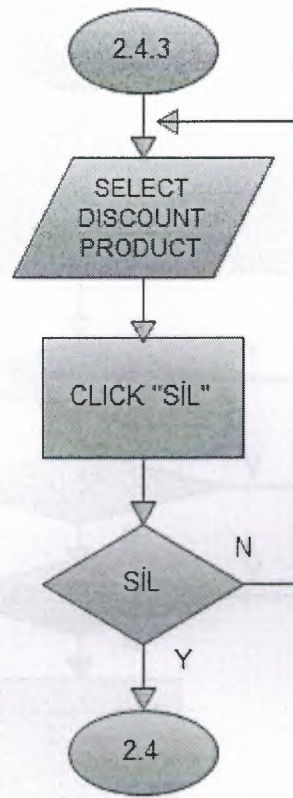 2.4.3
SELECT
DISCOUNT
PRODUCT
CLICK "SİL"
SİL
N
Y
2.4